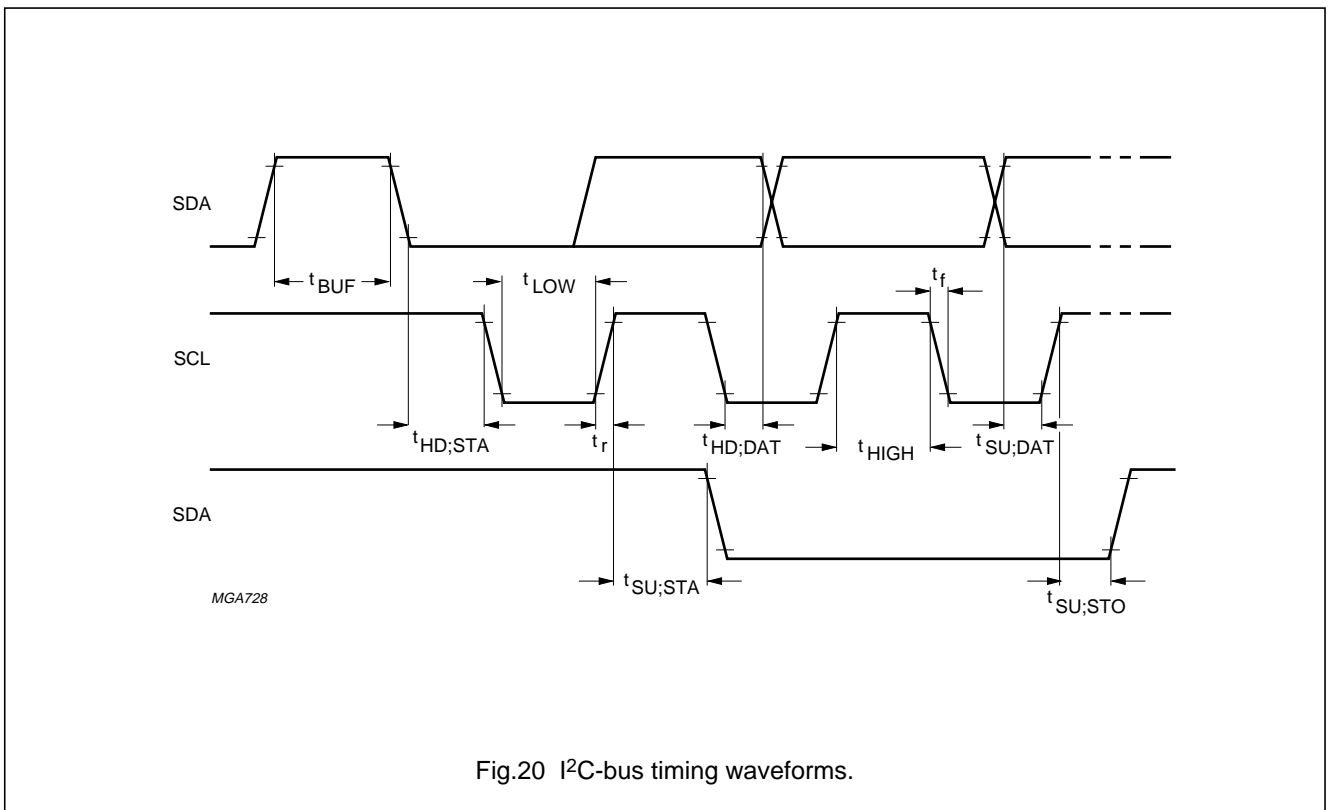 SDA
t BUF
t LOW
t f
SCL
t HD;STA
t r
t HD;DAT
t HIGH
t SU;DAT
SDA
t SU;STA
t SU;STO
MGA728
Fig.20 I²C-bus timing waveforms.